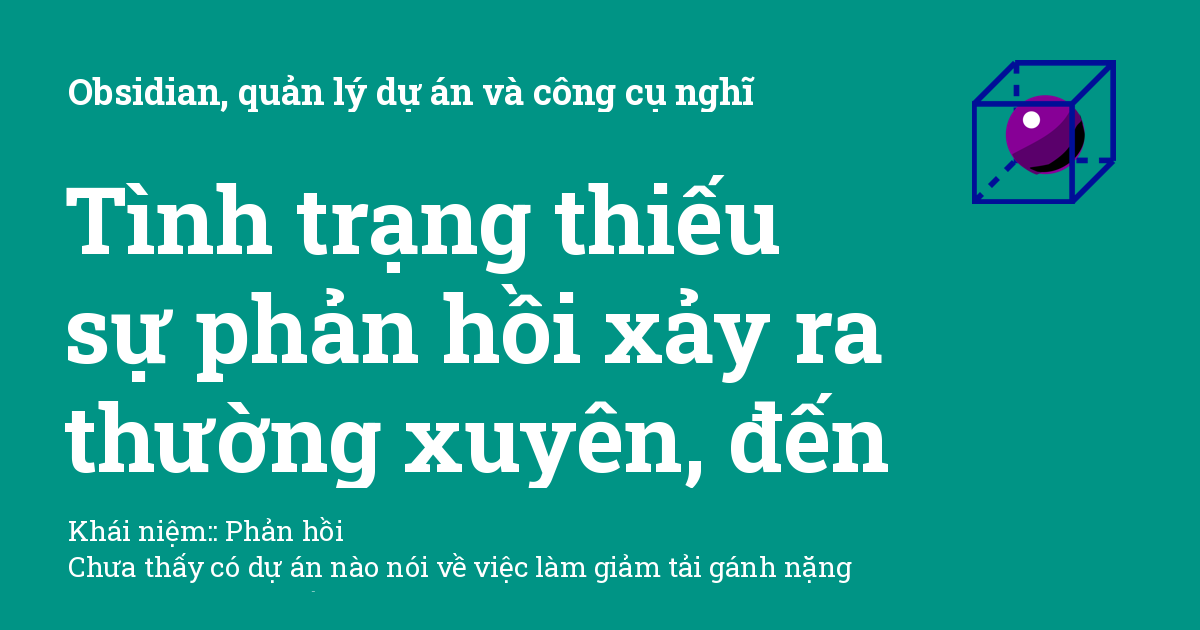 Obsidian, quản lý dự án và công cụ nghĩ
Tình trạng thiếu
sự phản hồi xảy ra
thường xuyên, đến
Khái niệm:: Phản hồi
Chưa thấy có dự án nào nói về việc làm giảm tải gánh nặng